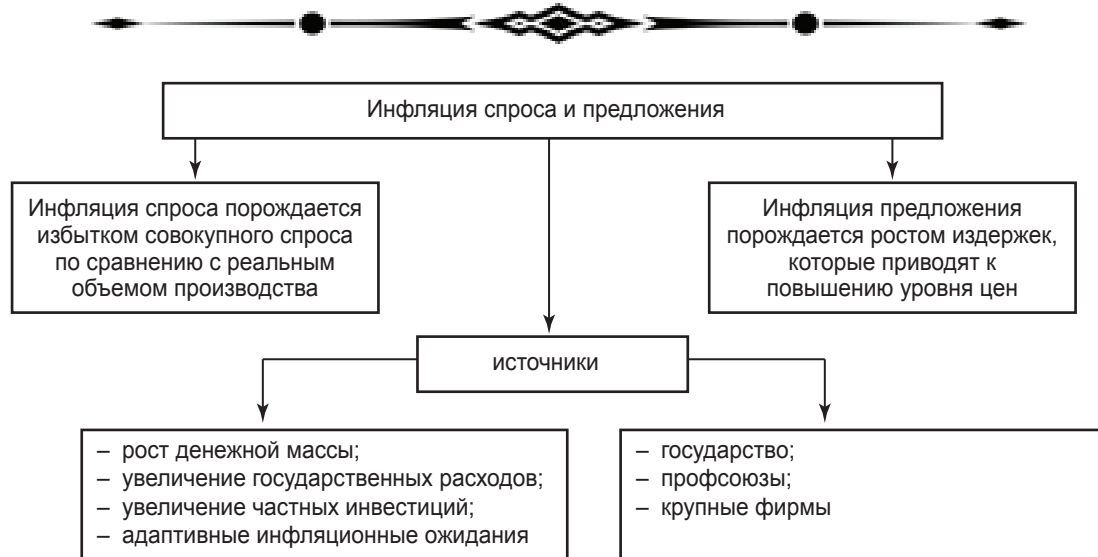 Инфляция спроса и предложения
Инфляция спроса порождается
избытком совокупного спроса
по сравнению с реальным
объемом производства
Инфляция предложения
порождается ростом издержек,
которые приводят к
повышению уровня цен
источники
– рост денежной массы;
– увеличение государственных расходов;
– увеличение частных инвестиций;
– адаптивные инфляционные ожидания
– государство;
– профсоюзы;
– крупные фирмы